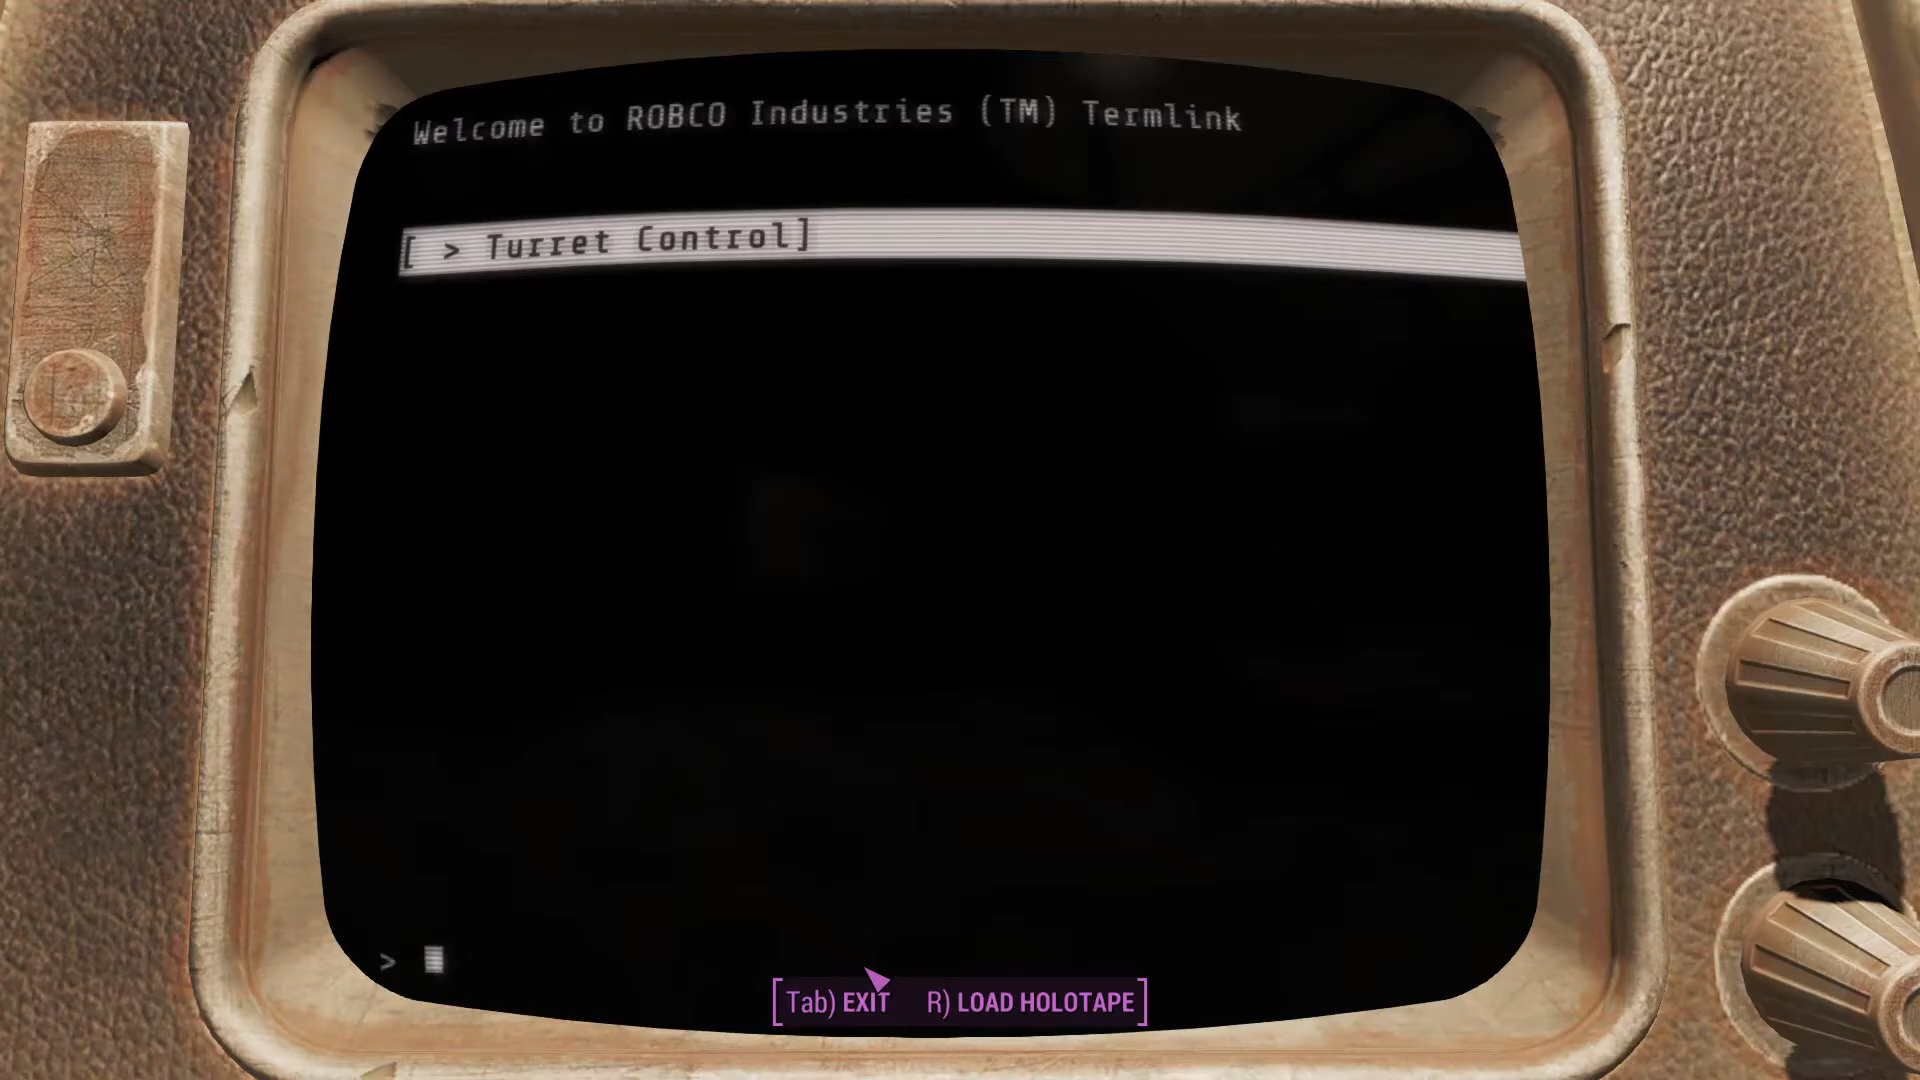 Welcome to ROBCO Industries (TM) Termlink
[ > Turret Control]
>
[Tab) EXIT R) LOAD HOLOTAPE]